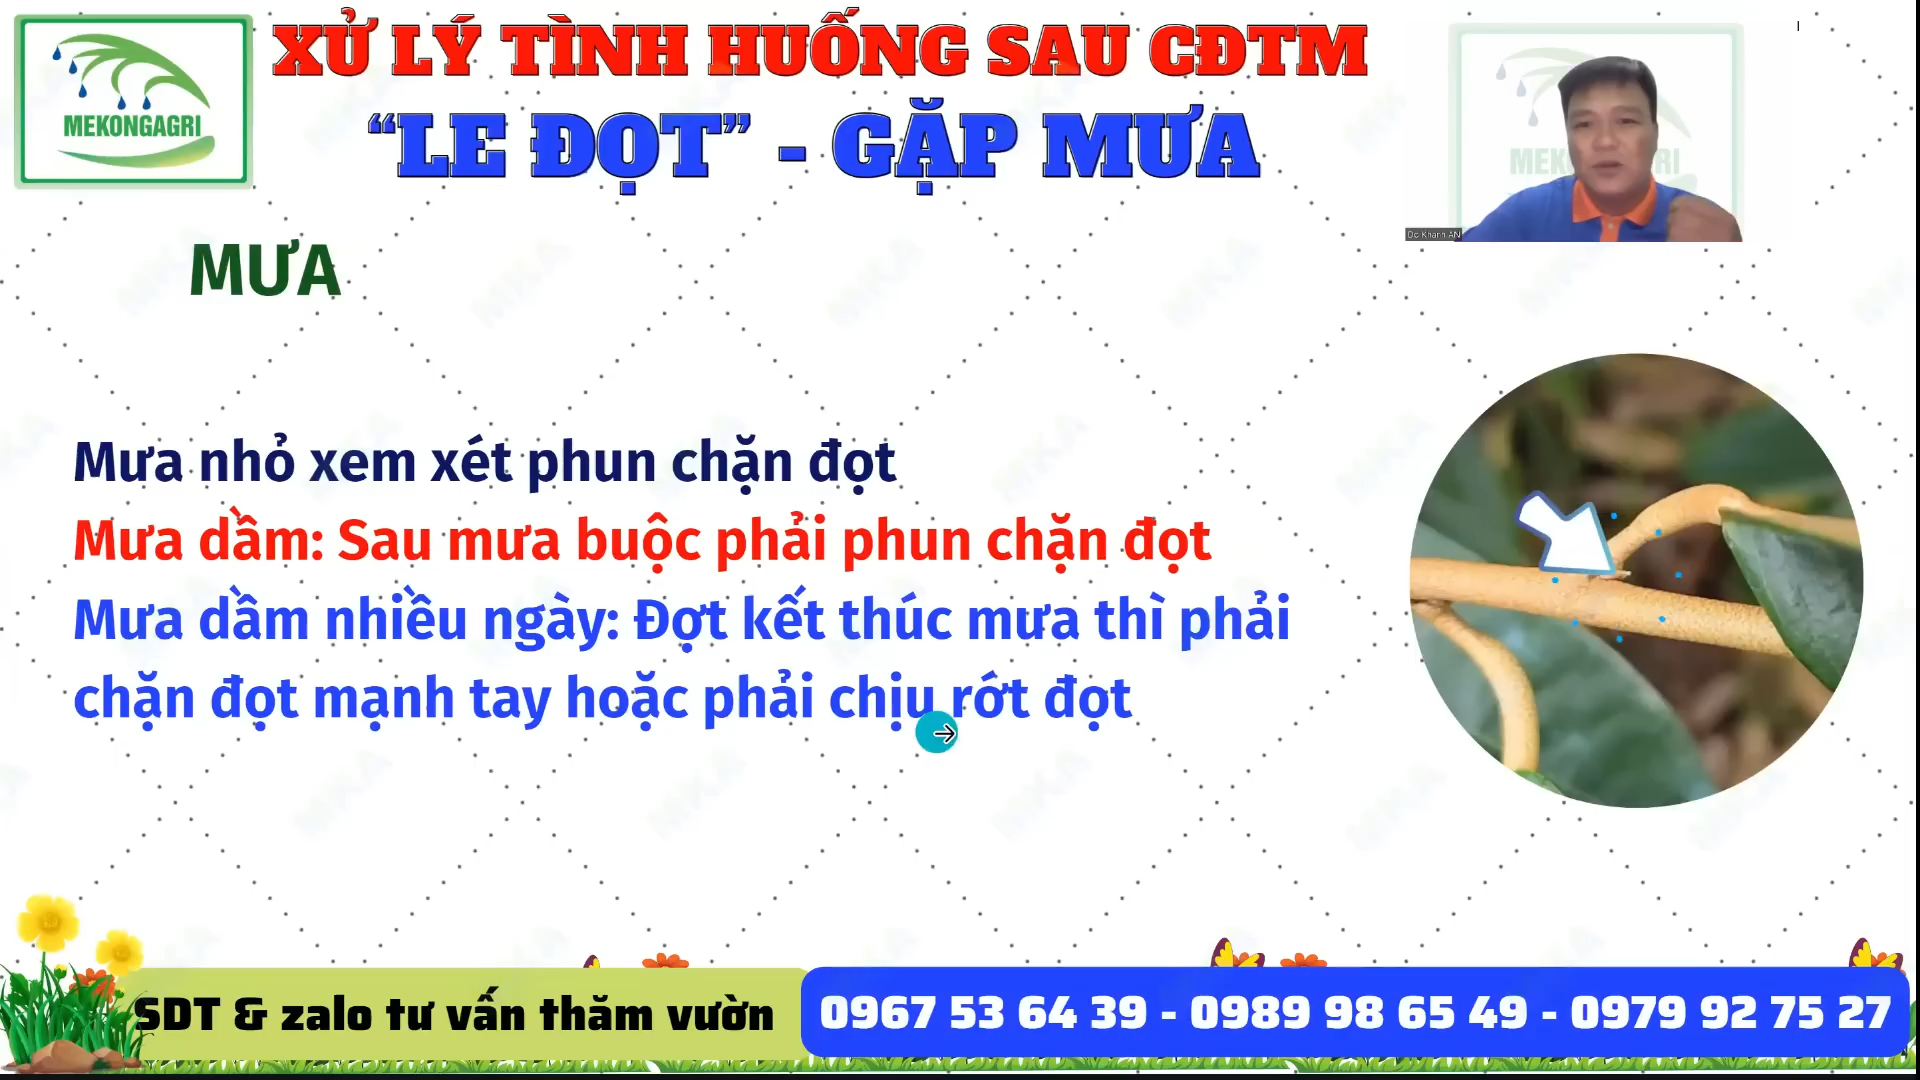 XỬ LÝ TÌNH HUỐNG SAU CĐTM
“LE ĐỌT” - GẶP MƯA
MEKONGAGRI
MƯA
Mưa nhỏ xem xét phun chặn đọt
Mưa dầm: Sau mưa buộc phải phun chặn đọt
Mưa dầm nhiều ngày: Đợt kết thúc mưa thì phải
chặn đọt mạnh tay hoặc phải chịu rớt đọt
SDT & zalo tư vấn thăm vườn
0967 53 64 39 - 0989 98 65 49 - 0979 92 75 27